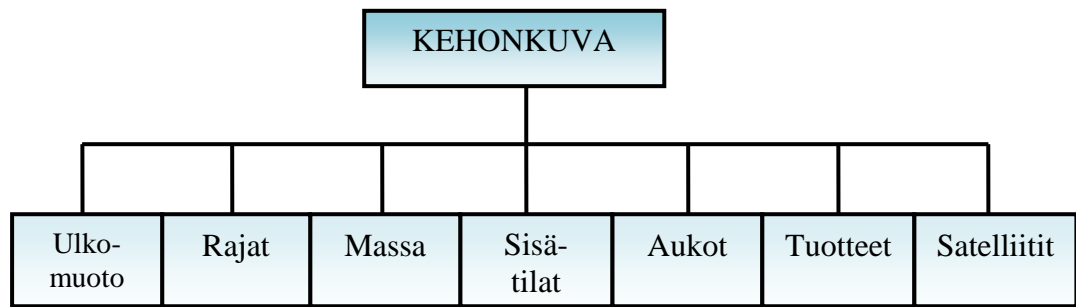 KEHONKUVA
Ulko-
muoto
Rajat
Massa
Sisä-
tilat
Aukot
Tuotteet
Satelliitit